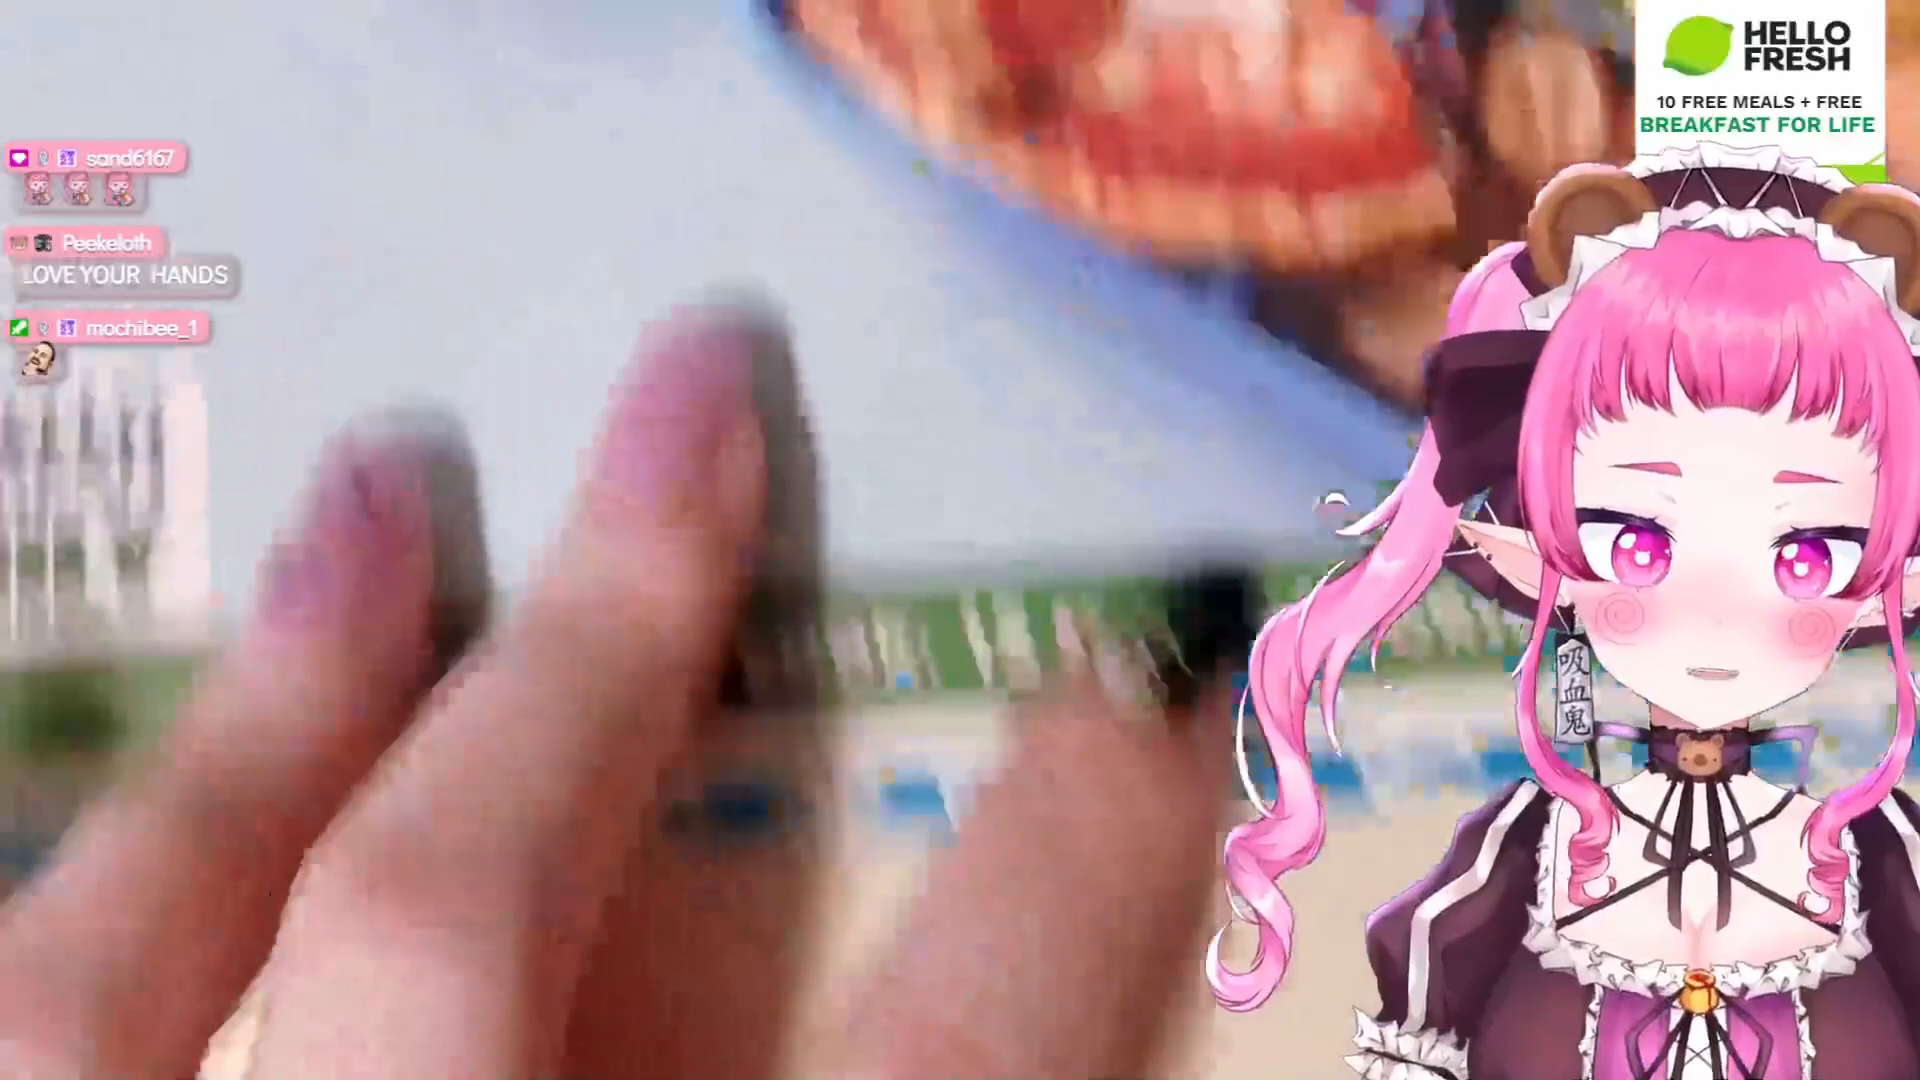 HELLO
FRESH
10 FREE MEALS + FREE
BREAKFAST FOR LIFE
sand6167
Peekeloth
LOVE YOUR HANDS
mochibee_1
吸血鬼